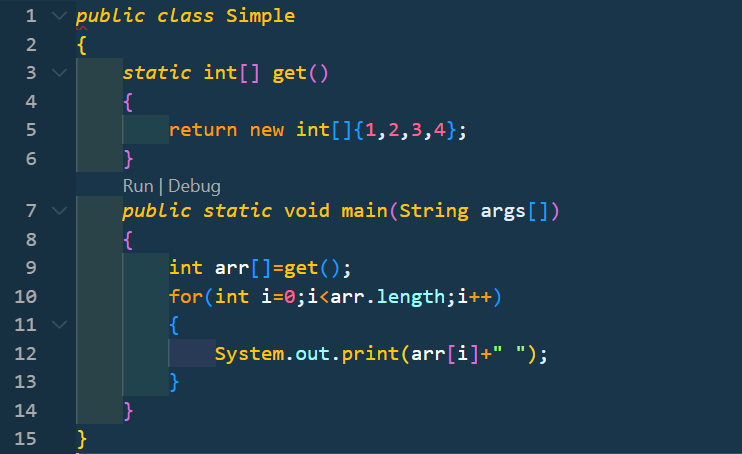 1 public class Simple
2 {
3 static int[] get()
4 {
5 return new int[]{1,2,3,4};
6 }
Run | Debug
7 public static void main(String args[])
8 {
9 int arr[]=get();
10 for(int i=0;i<arr.length;i++)
11 {
12 System.out.print(arr[i]+" ");
13 }
14 }
15 }